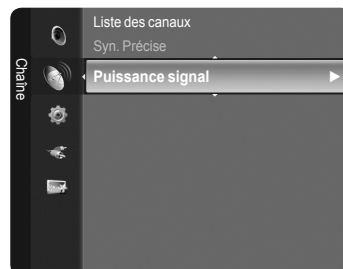 Chaîne
Liste des canaux
Syn. Précise
Puissance signal